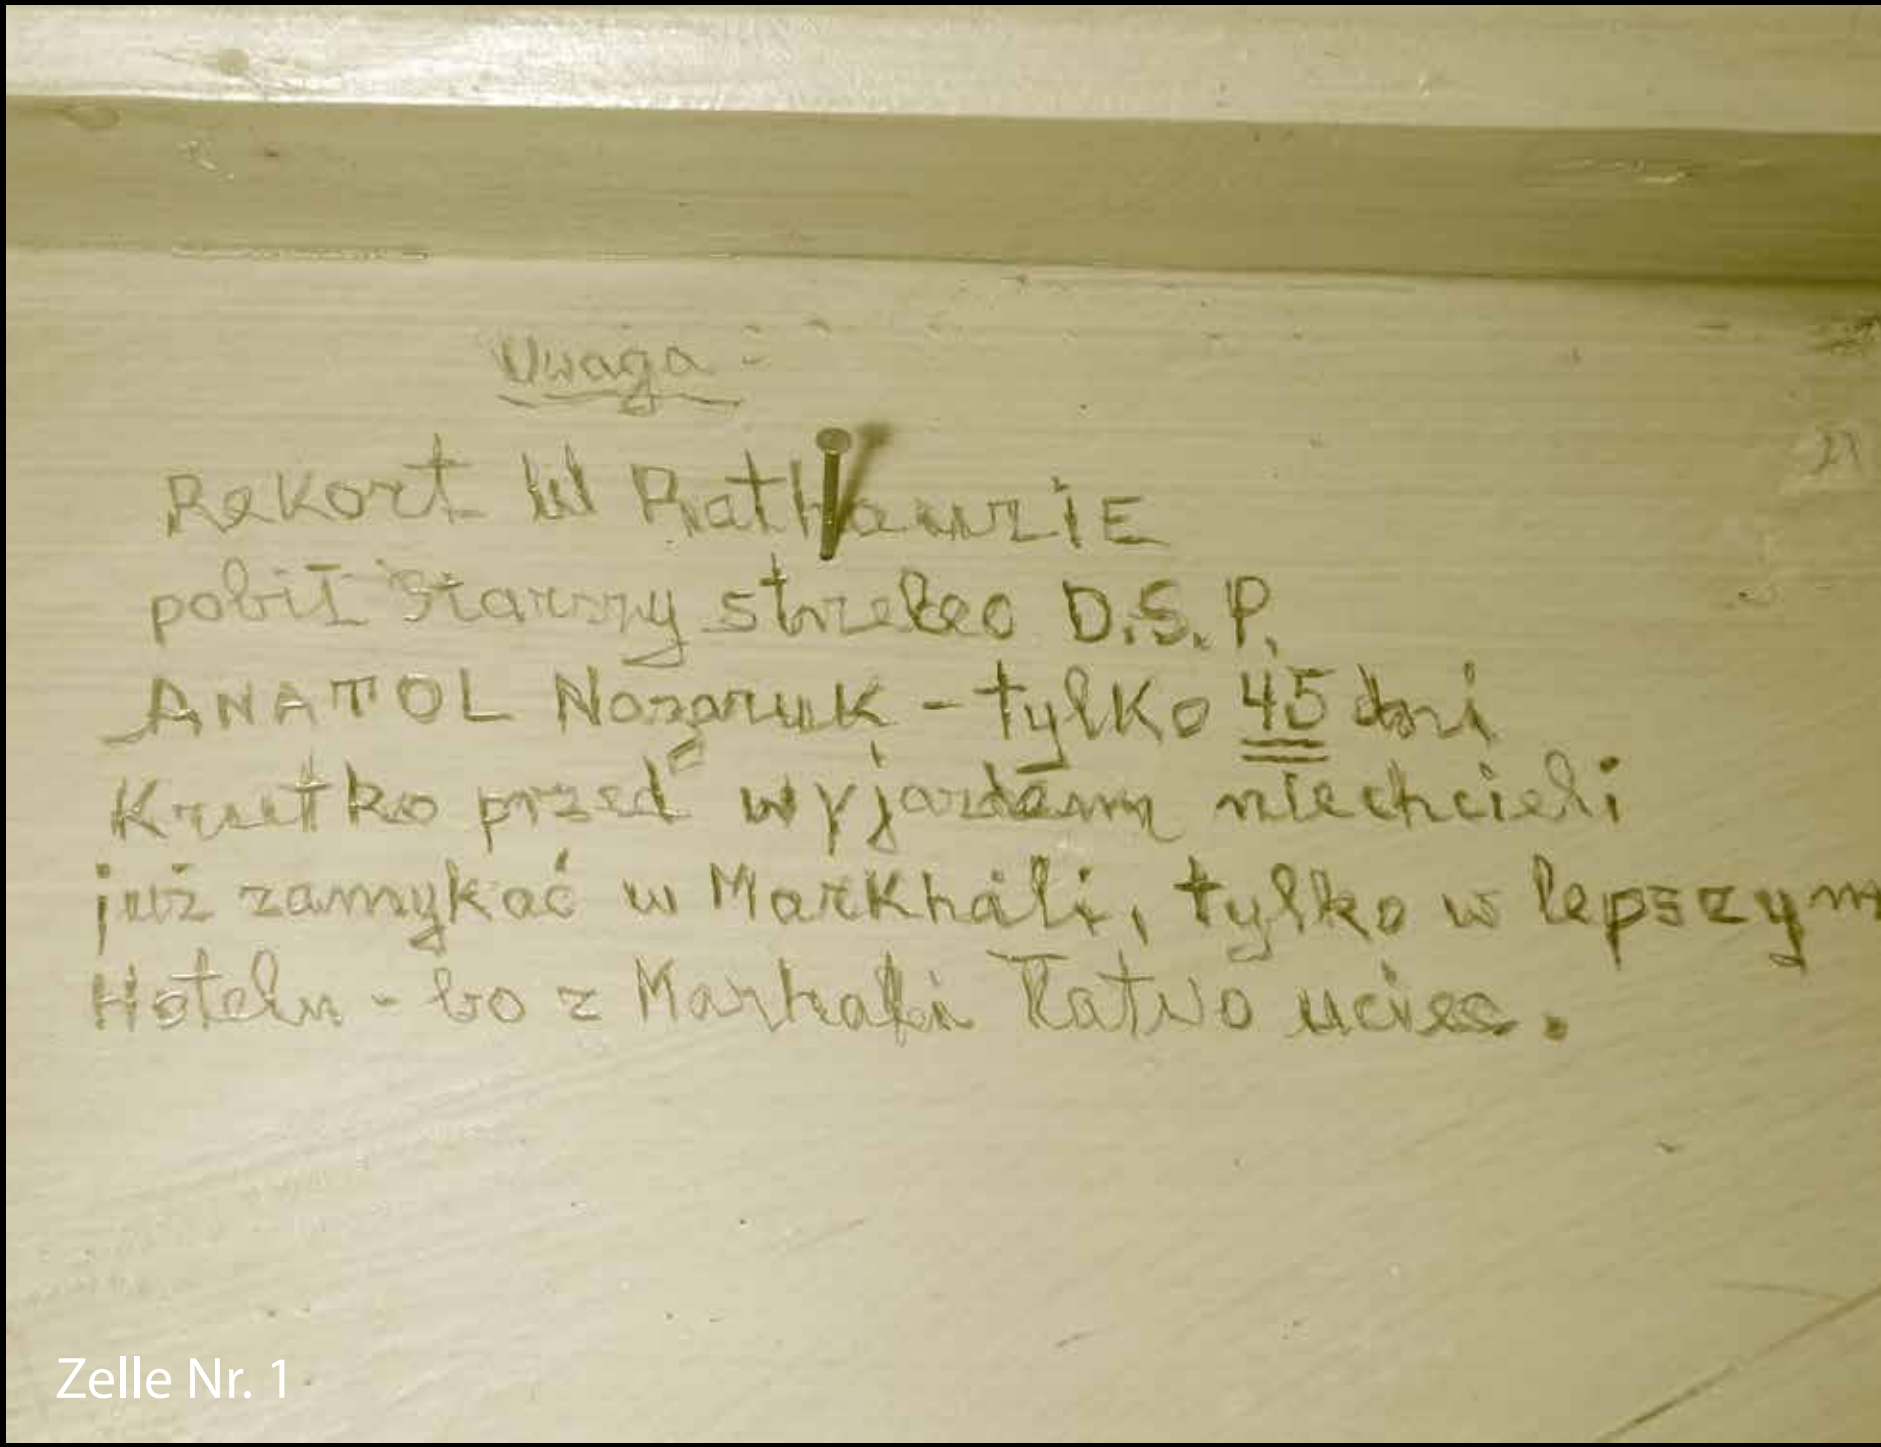 Uwaga:
Rekort W RathawziE
pobił Starszy strzelec D.S.P.
ANATOL Nazaruk - tylko 45 dni
Krutko przed wyjazdem niechcieli
już zamykać w Markhali, tylko w lepszym
Hotelu - bo z Markhali łatwo uciec.
Zelle Nr. 1